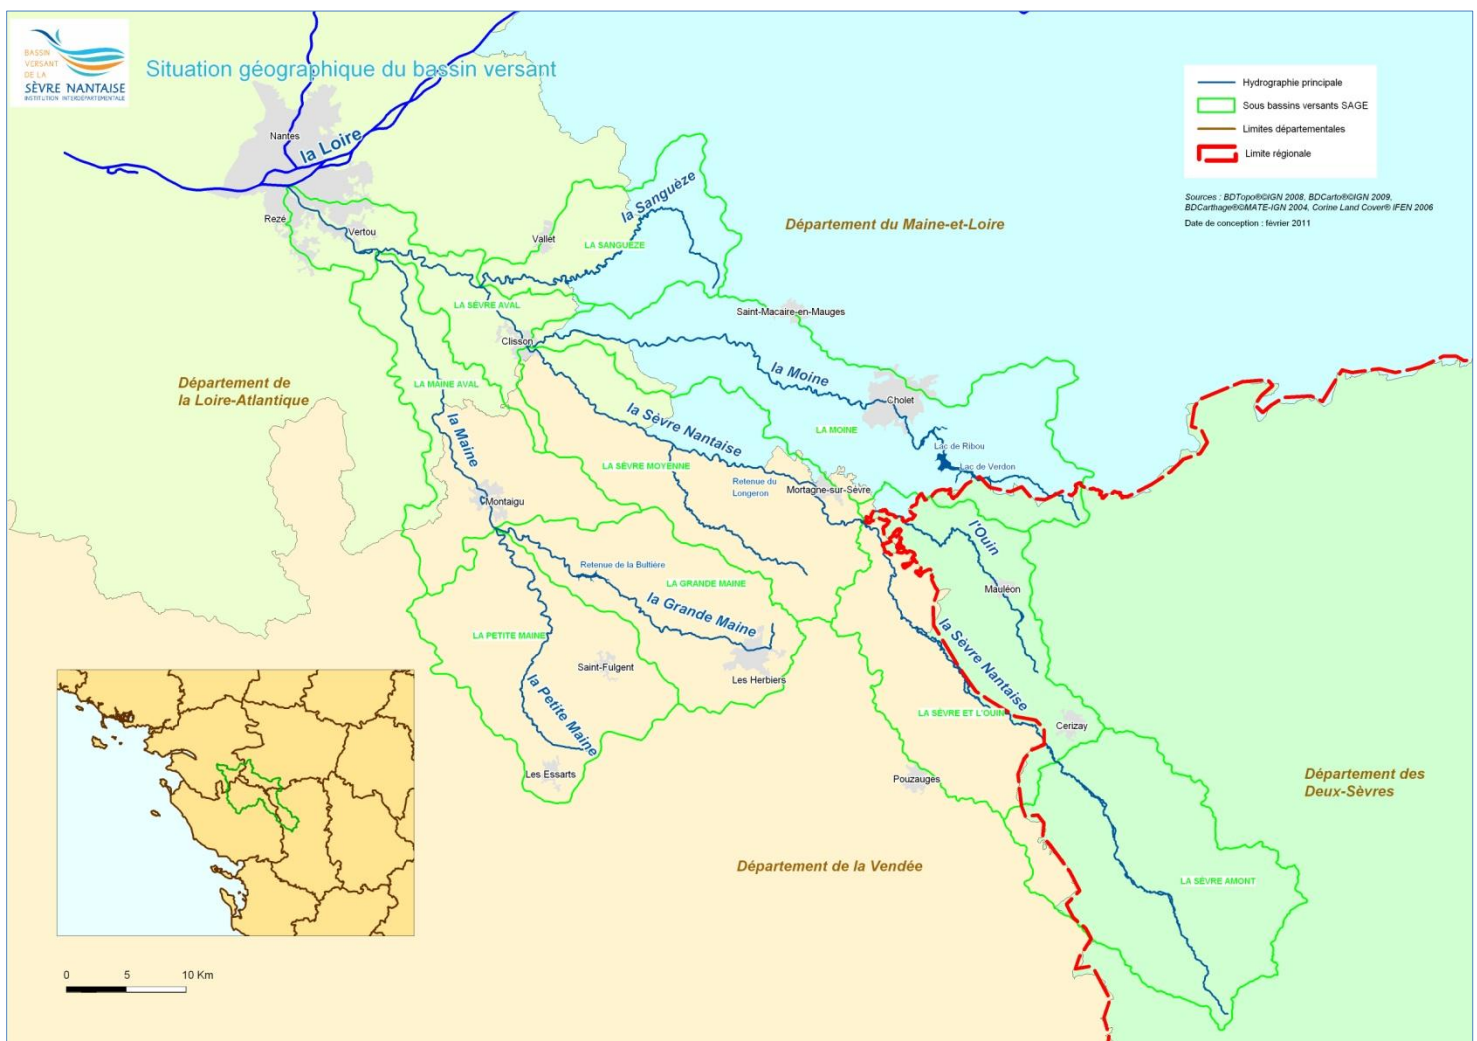 BASSIN
VERSANT
DE LA
SÈVRE NANTAISE
INSTITUTION INTERDÉPARTEMENTALE
Situation géographique du bassin versant
Hydrographie principale
Sous bassins versants SAGE
Limites départementales
Limite régionale
Sources : BDTopo®©IGN 2008, BDCarto®©IGN 2009,
BDCarthage®©MATE-IGN 2004, Corine Land Cover® IFEN 2006
Date de conception : février 2011
Nantes
la Loire
Rezé
Vertou
Vallet
la Sanguèze
LA SANGUEZE
Département du Maine-et-Loire
LA SÈVRE AVAL
Saint-Macaire-en-Mauges
Clisson
Département de
la Loire-Atlantique
LA MAINE AVAL
la Moine
Cholet
la Maine
la Sèvre Nantaise
LA MOINE
Lac de Ribou
Lac de Verdon
LA SÈVRE MOYENNE
Retenue du
Longeron
Mortagne-sur-Sèvre
Montaigu
l'Ouin
Retenue de la Bultière
LA GRANDE MAINE
la Grande Maine
Mauléon
LA PETITE MAINE
la Sèvre Nantaise
Saint-Fulgent
Les Herbiers
la Petite Maine
LA SÈVRE ET L'OUIN
Cerizay
Les Essarts
Pouzauges
Département des
Deux-Sèvres
Département de la Vendée
LA SÈVRE AMONT
0 5 10 Km